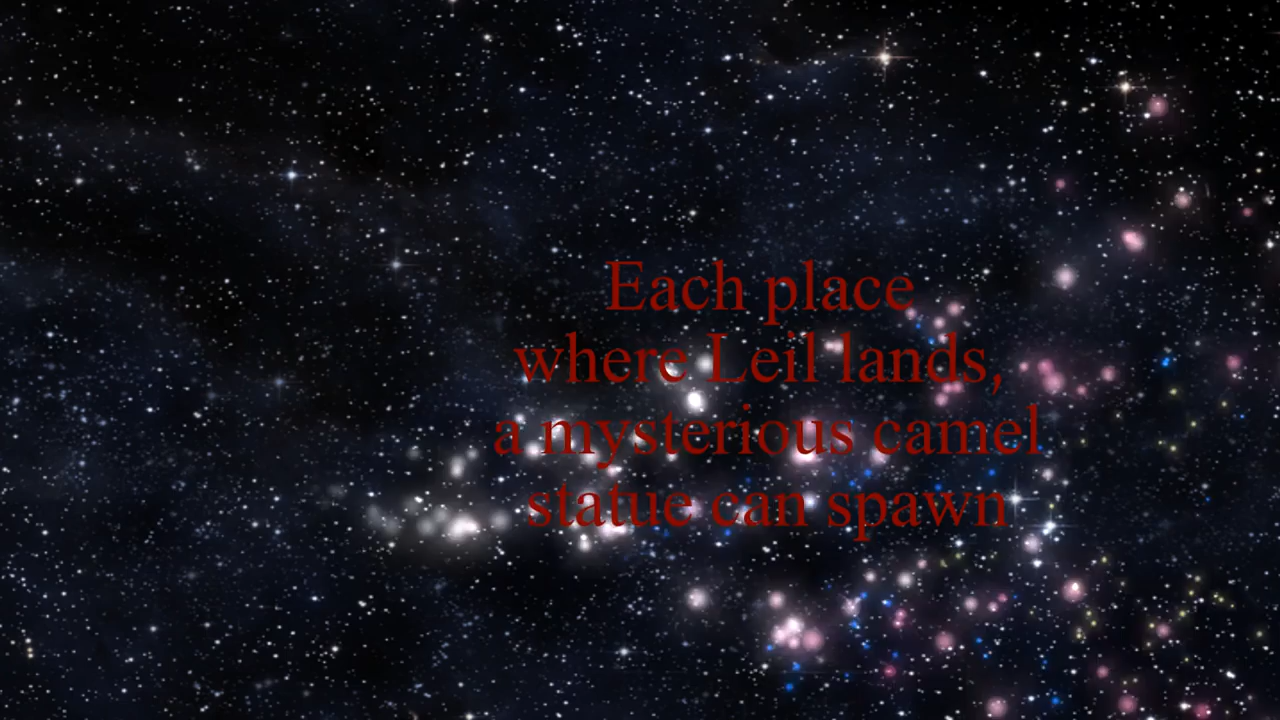 Each place
where Leil lands,
a mysterious camel
statue can spawn